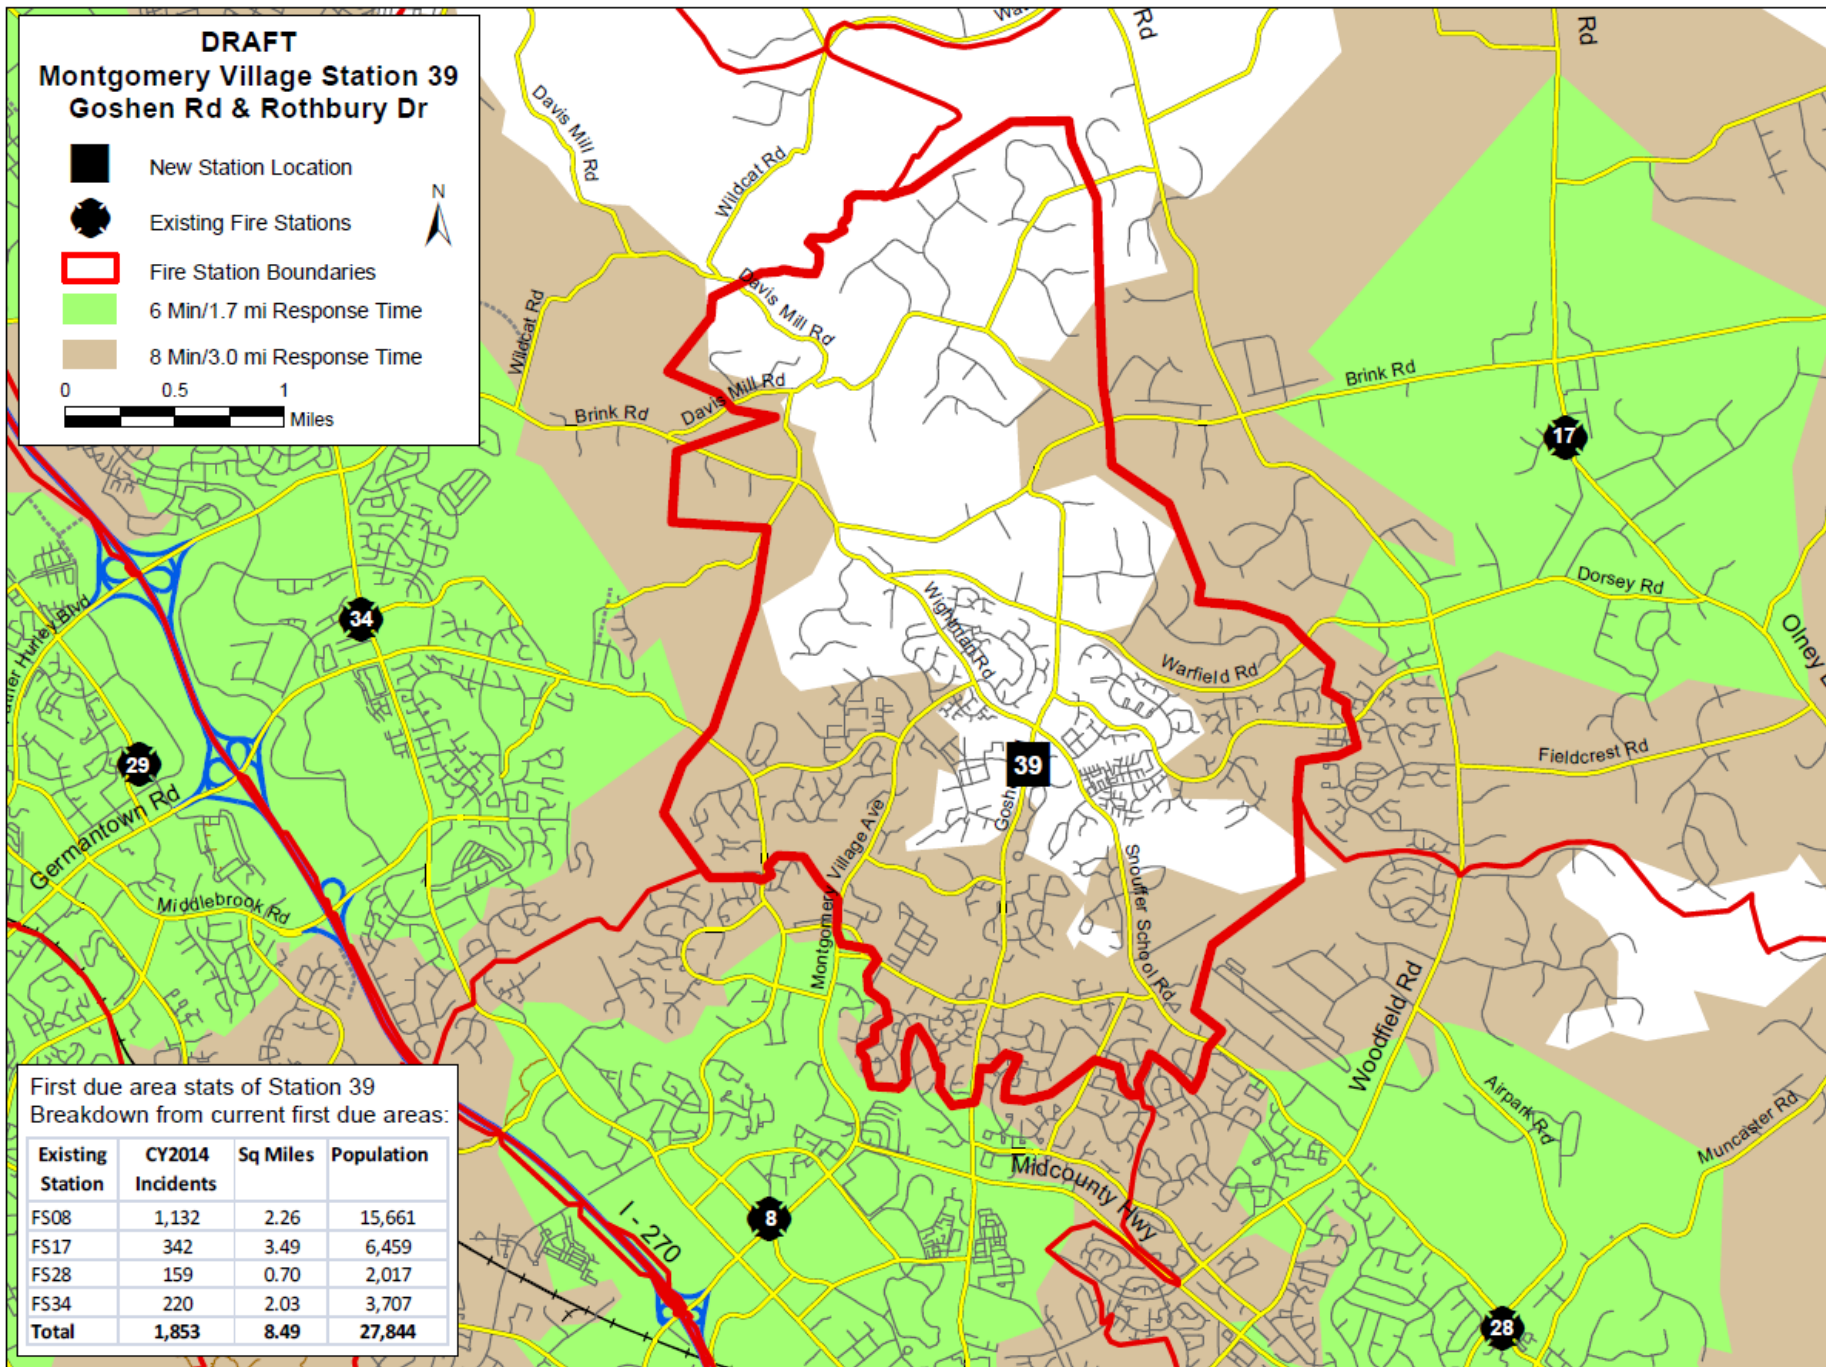 DRAFT
Montgomery Village Station 39
Goshen Rd & Rothbury Dr
New Station Location
Existing Fire Stations
N
Fire Station Boundaries
6 Min/1.7 mi Response Time
8 Min/3.0 mi Response Time
0 0.5 1
Miles
Rd
Rd
Davis Mill Rd
Wildcat Rd
Davis Mill Rd
Wildcat Rd
Davis Mill Rd
Brink Rd
Brink Rd
17
Dorsey Rd
Olney
34
Hurley Blvd
Wightman Rd
Warfield Rd
Fieldcrest Rd
29
39
Germantown Rd
Montgomery Village Ave
Snouffer School Rd
Middlebrook Rd
Woodfield Rd
Airpark Rd
Muncaster Rd
Midcounty Hwy
I - 270
8
28
First due area stats of Station 39
Breakdown from current first due areas:
Existing Station CY2014 Incidents Sq Miles Population
FS08 1,132 2.26 15,661
FS17 342 3.49 6,459
FS28 159 0.70 2,017
FS34 220 2.03 3,707
Total 1,853 8.49 27,844